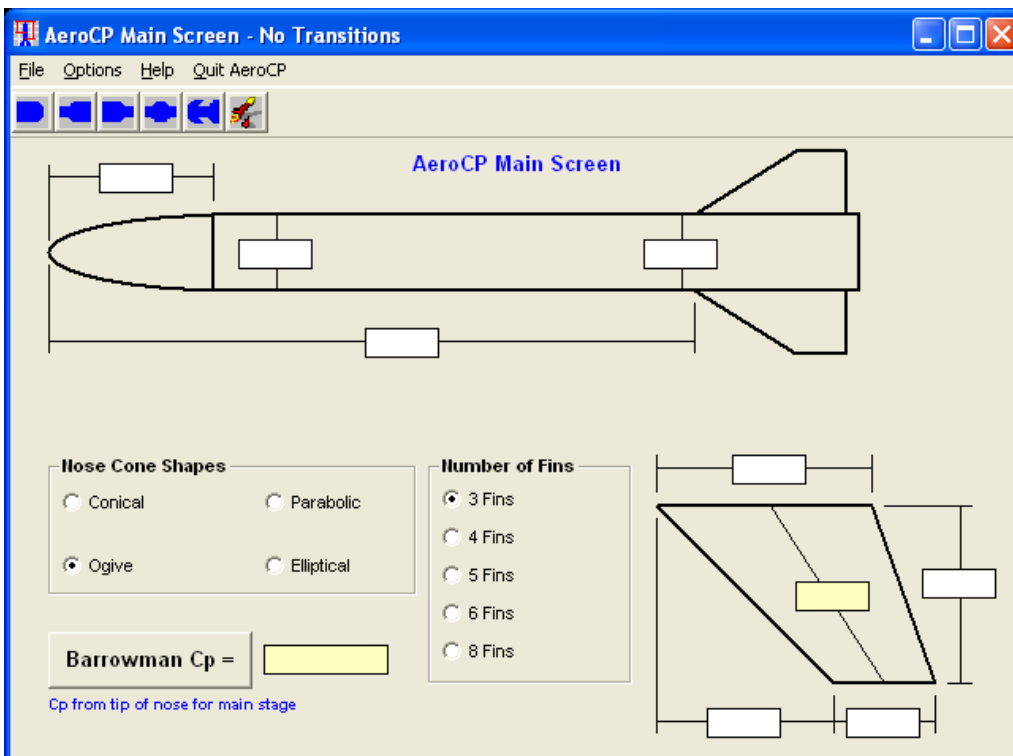 AeroCP Main Screen - No Transitions
File Options Help Quit AeroCP
AeroCP Main Screen
Nose Cone Shapes
Conical
Parabolic
Ogive
Elliptical
Number of Fins
3 Fins
4 Fins
5 Fins
6 Fins
8 Fins
Barrowman Cp =
Cp from tip of nose for main stage